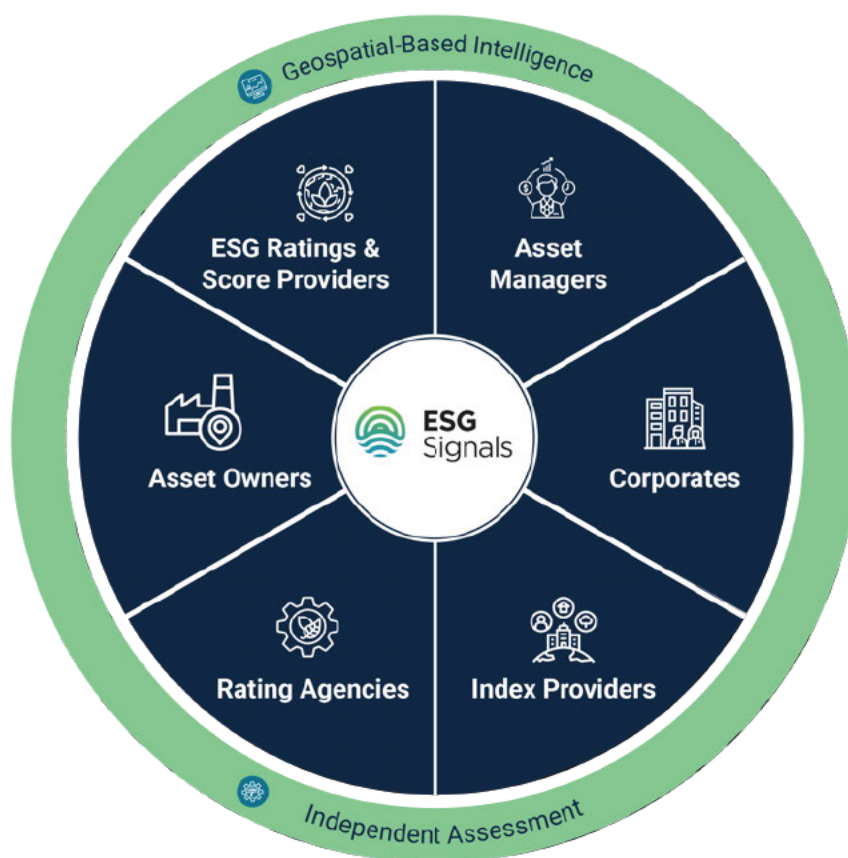 Geospatial-Based Intelligence
ESG Ratings &
Score Providers
Asset
Managers
Asset Owners
ESG
Signals
Corporates
Rating Agencies
Index Providers
Independent Assessment